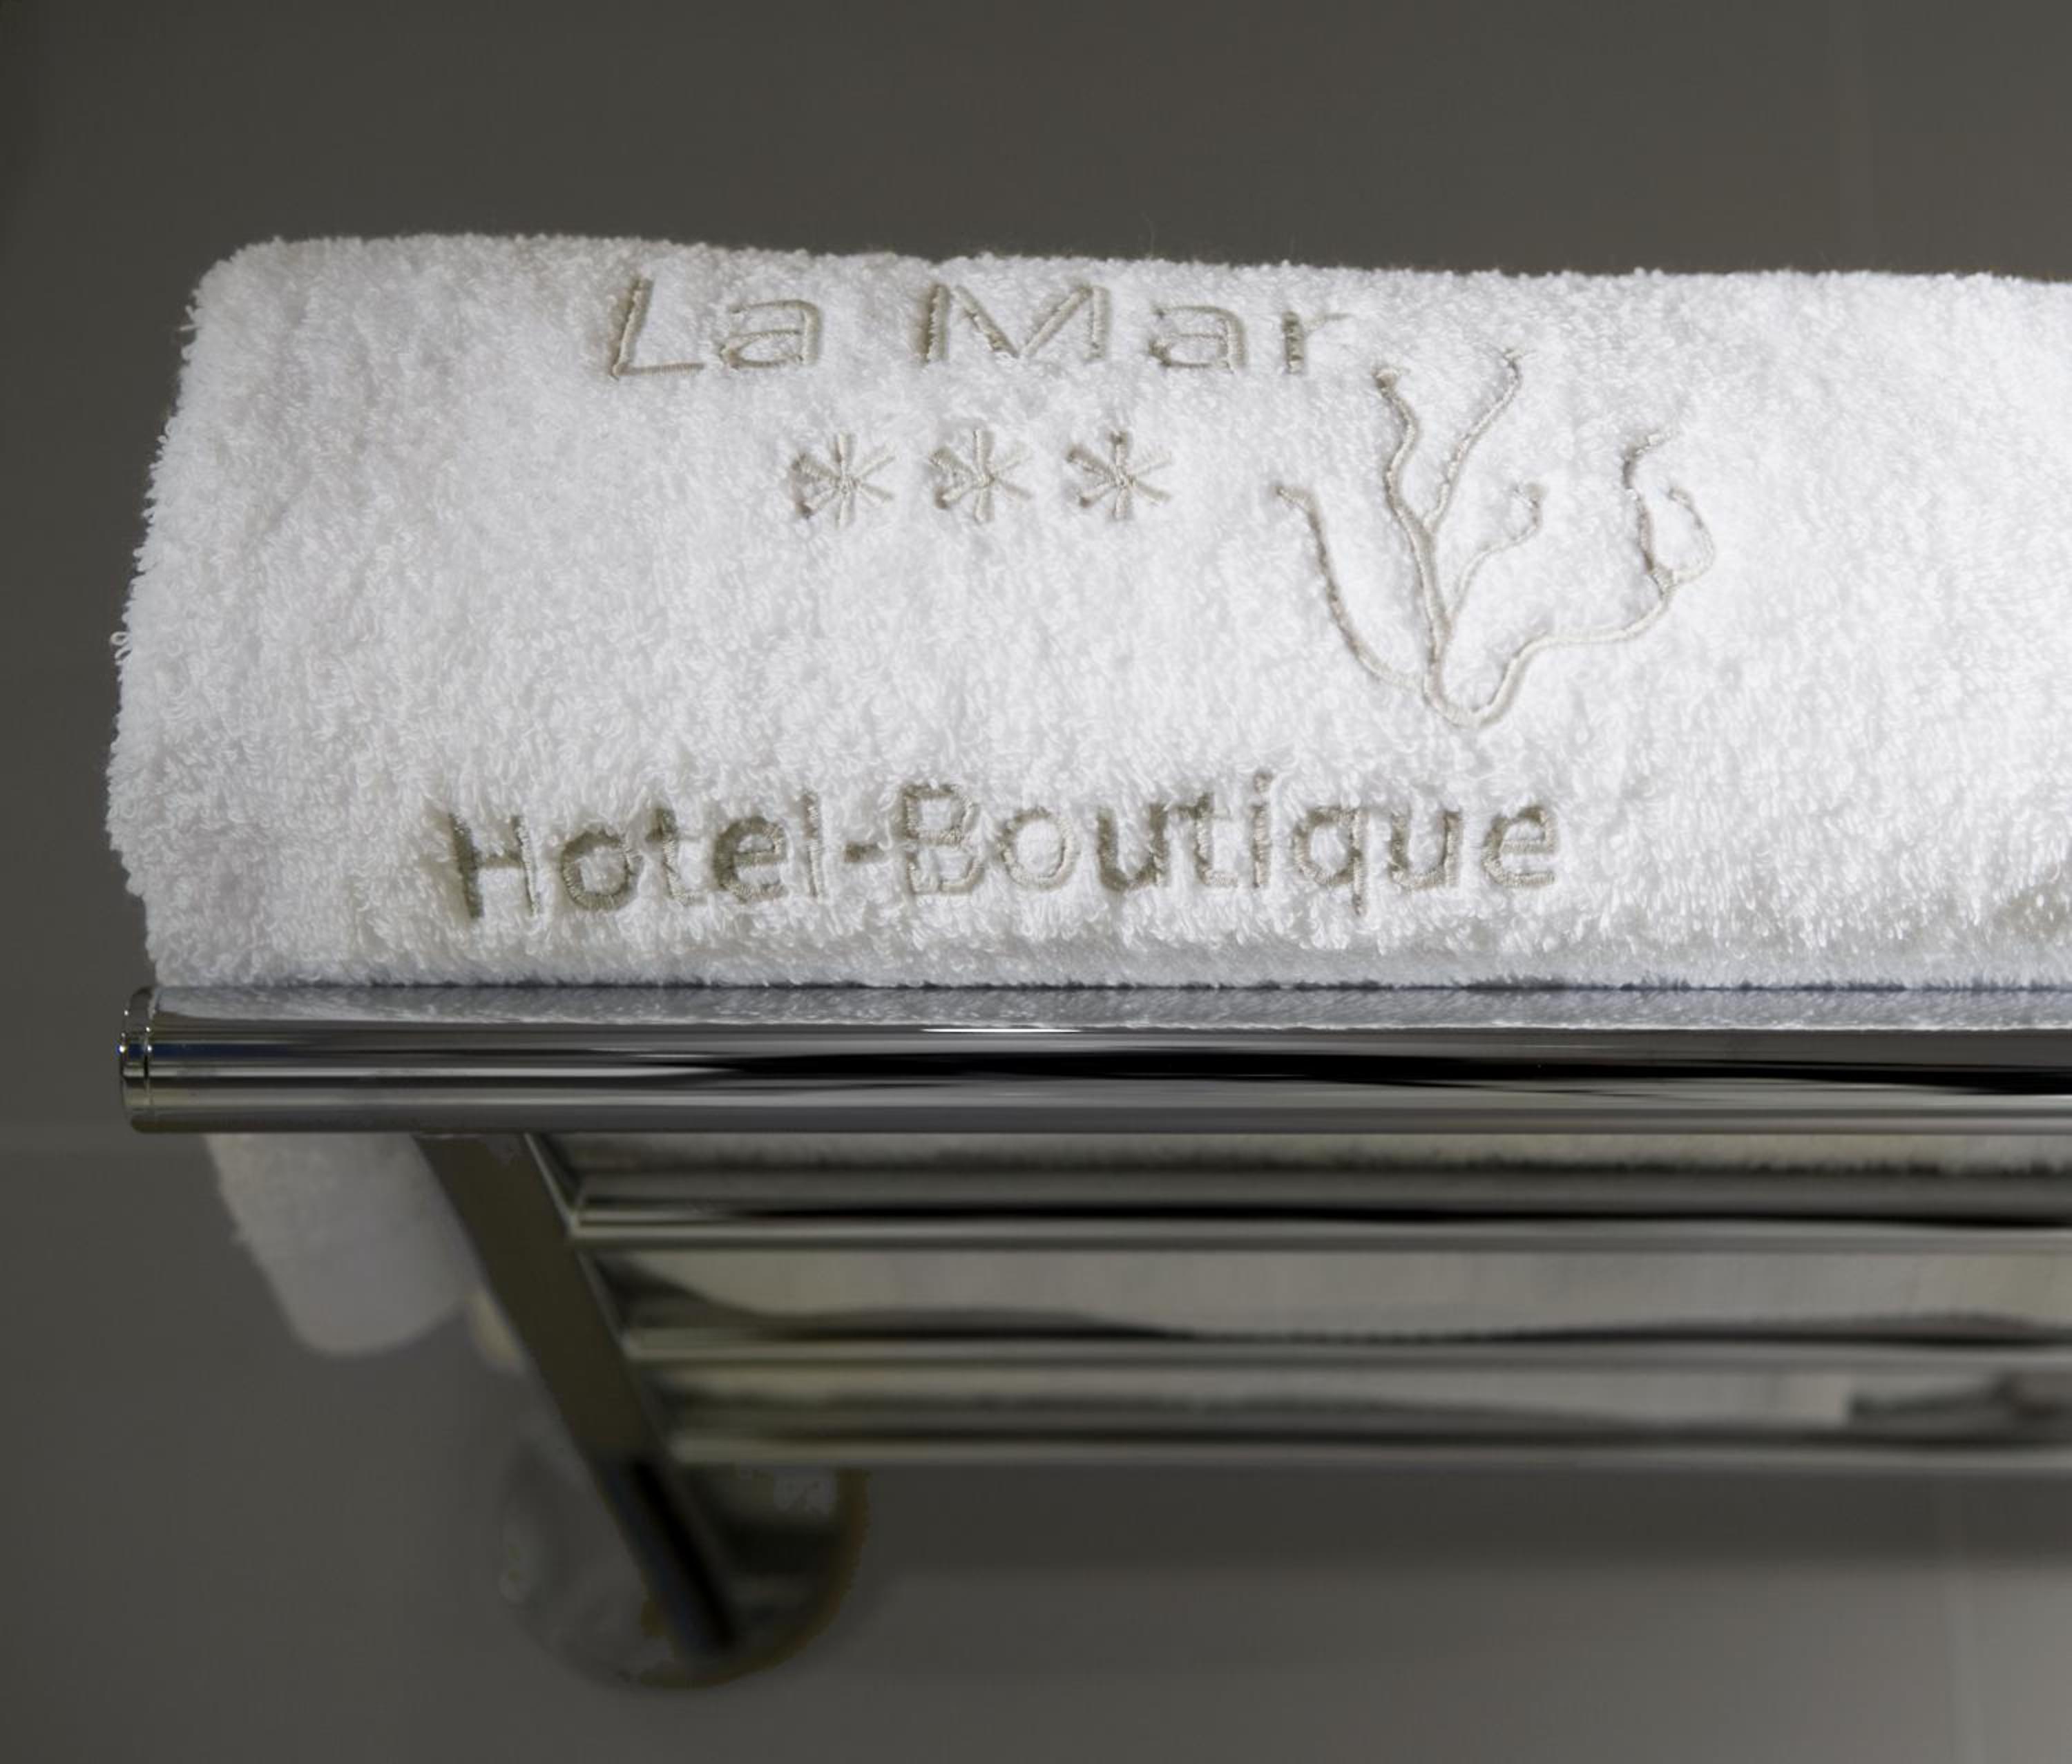 La Mar
***
Hotel-Boutique